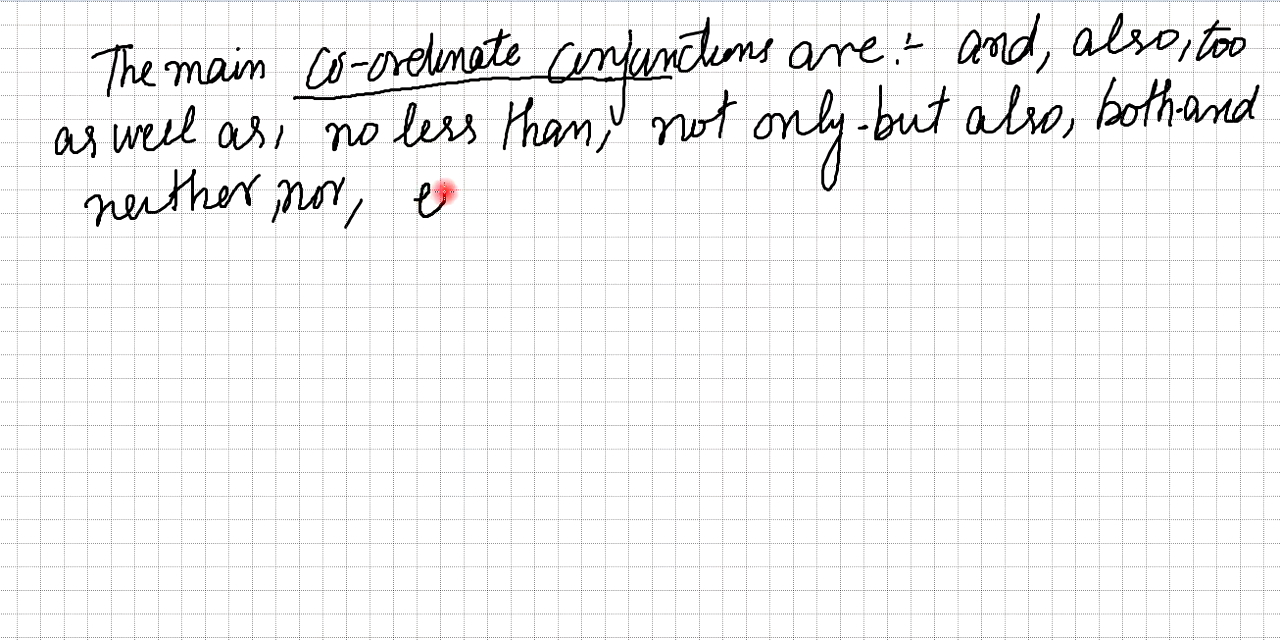 The main co-ordinate conjunctions are:- and, also, too
as well as, no less than, not only-but also, both-and
neither, nor, e